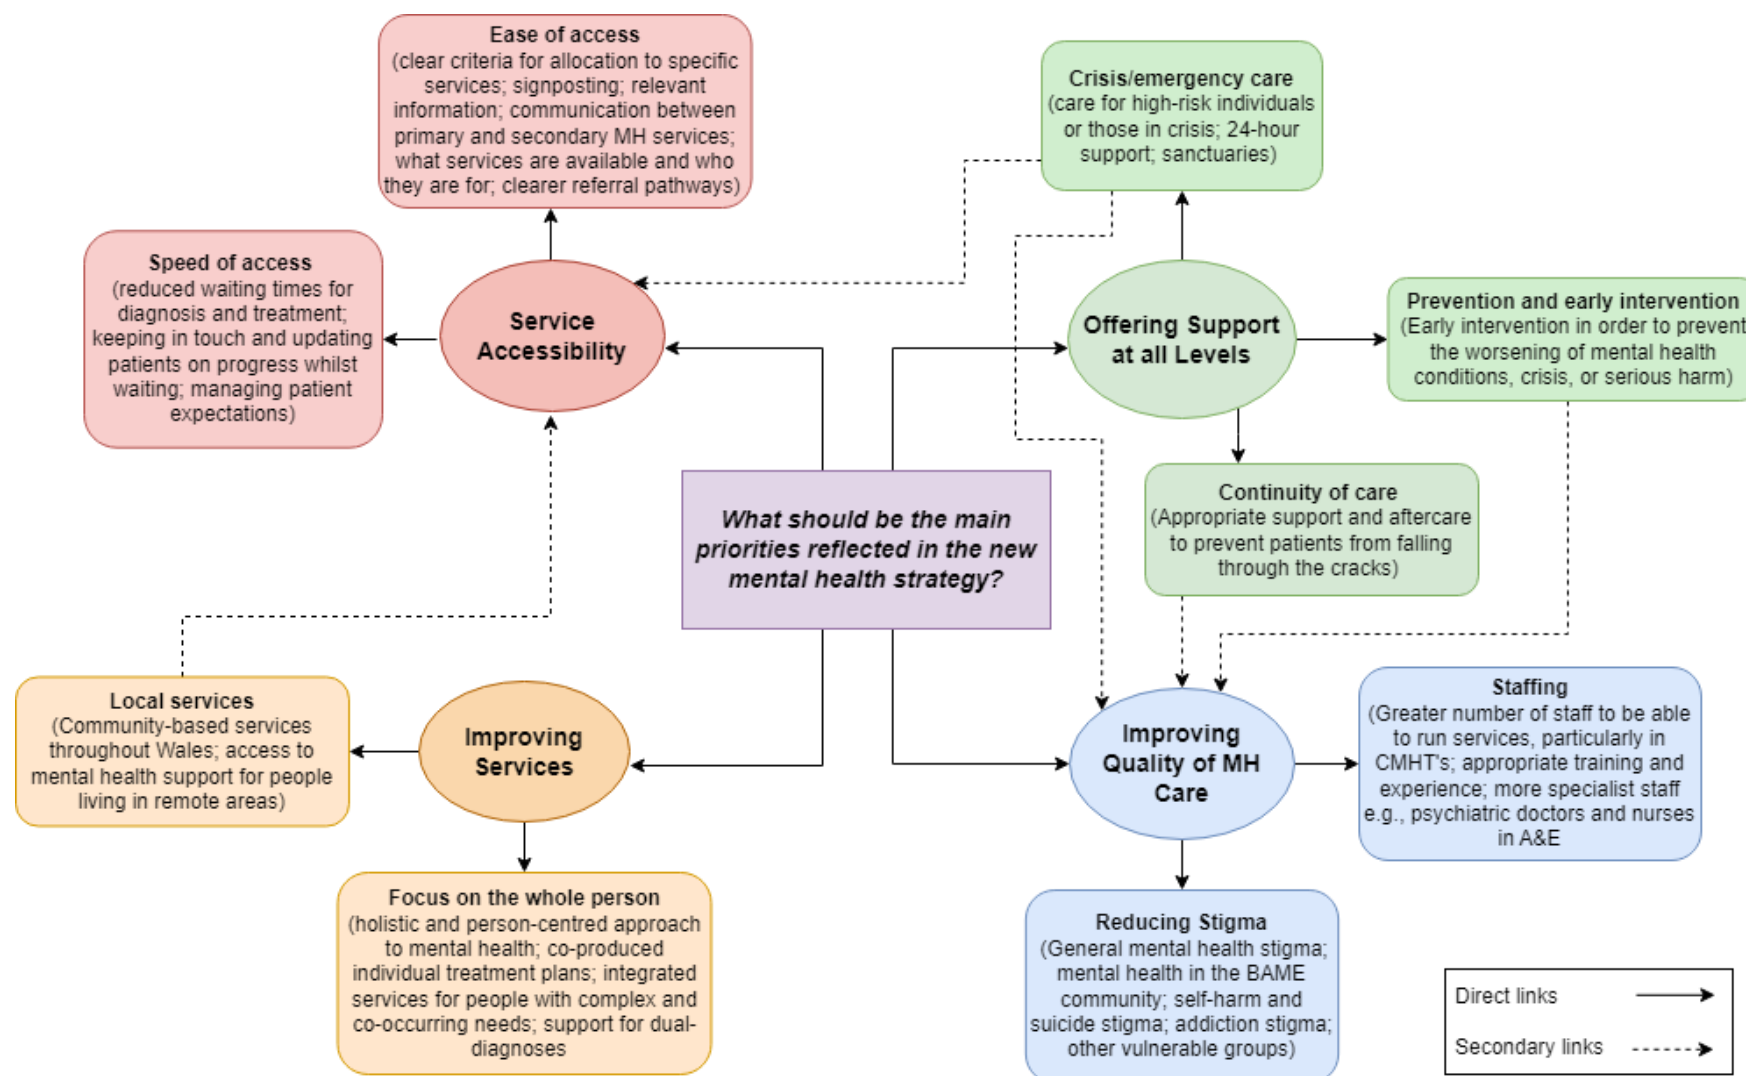 Ease of access
(clear criteria for allocation to specific
services; signposting; relevant
information; communication between
primary and secondary MH services;
what services are available and who
they are for; clearer referral pathways)
Crisis/emergency care
(care for high-risk individuals
or those in crisis; 24-hour
support; sanctuaries)
Speed of access
(reduced waiting times for
diagnosis and treatment;
keeping in touch and updating
patients on progress whilst
waiting; managing patient
expectations)
Service
Accessibility
Offering Support
at all Levels
Prevention and early intervention
(Early intervention in order to prevent
the worsening of mental health
conditions, crisis, or serious harm)
Continuity of care
(Appropriate support and aftercare
to prevent patients from falling
through the cracks)
What should be the main
priorities reflected in the new
mental health strategy?
Local services
(Community-based services
throughout Wales; access to
mental health support for people
living in remote areas)
Improving
Services
Improving
Quality of MH
Care
Staffing
(Greater number of staff to be able
to run services, particularly in
CMHT's; appropriate training and
experience; more specialist staff
e.g., psychiatric doctors and nurses
in A&E
Focus on the whole person
(holistic and person-centred approach
to mental health; co-produced
individual treatment plans; integrated
services for people with complex and
co-occurring needs; support for dual-
diagnoses
Reducing Stigma
(General mental health stigma;
mental health in the BAME
community; self-harm and
suicide stigma; addiction stigma;
other vulnerable groups)
Direct links
Secondary links